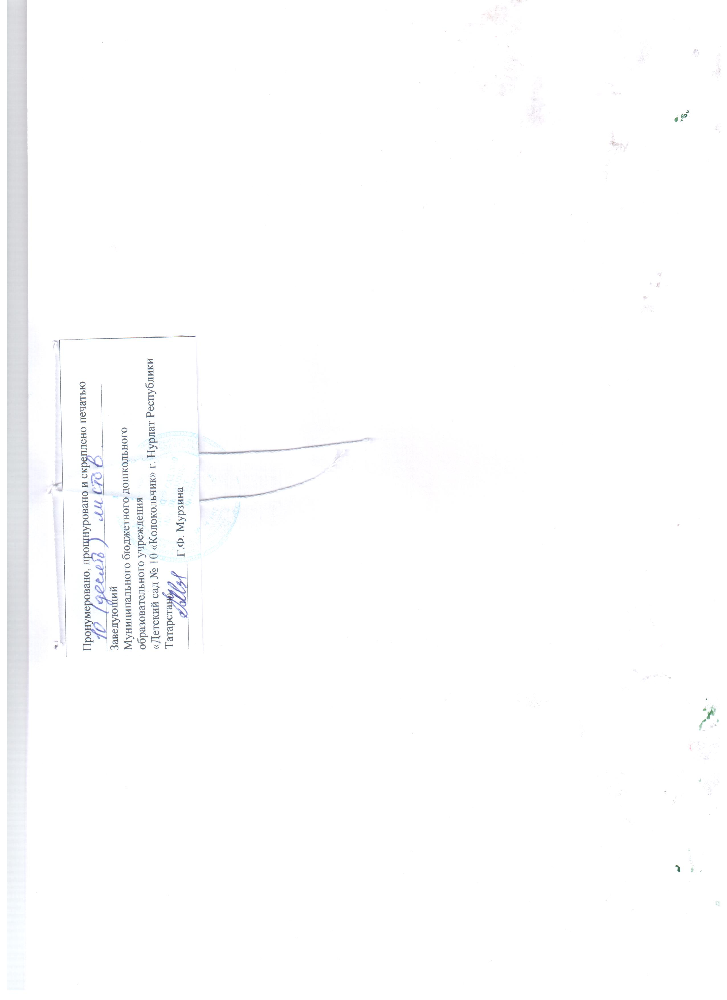 Пронумеровано, прошнуровано и скреплено печатью
10 (десять) листов
Заведующий
Муниципального бюджетного дошкольного
образовательного учреждения
«Детский сад № 10 «Колокольчик» г. Нурлат Республики
Татарстан»
Г.Ф. Мурзина